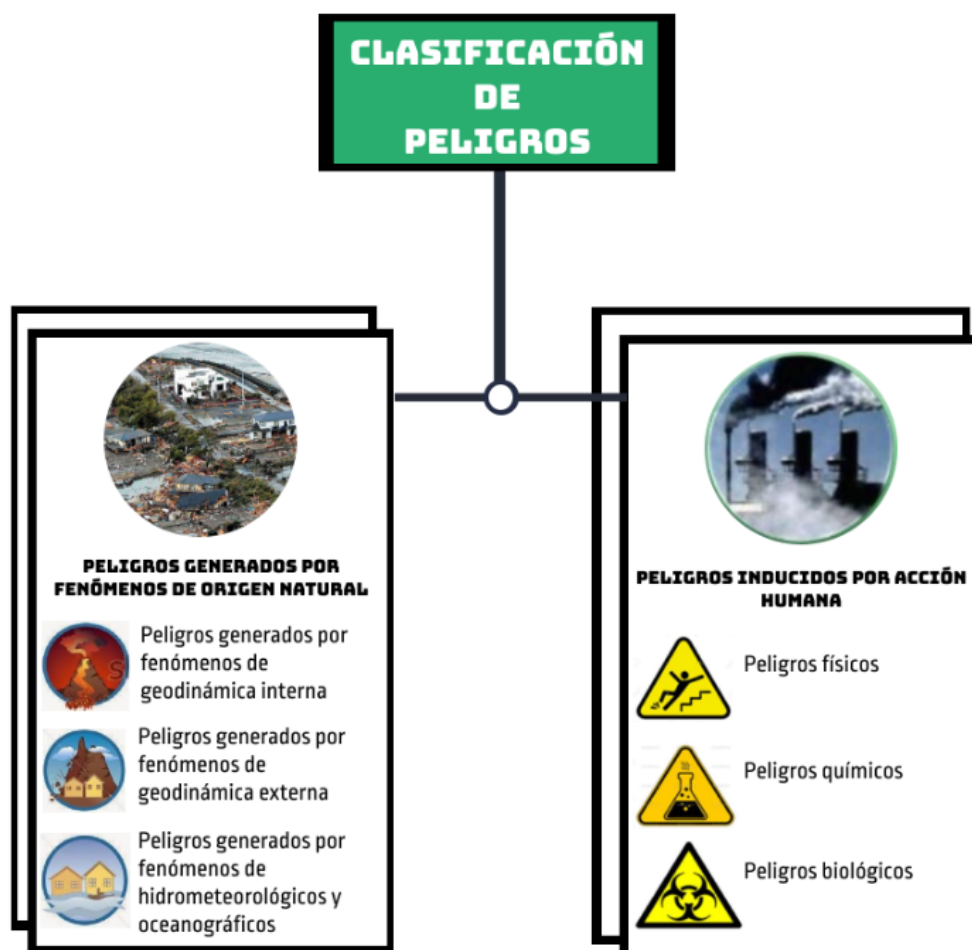 CLASIFICACIÓN
DE
PELIGROS
PELIGROS GENERADOS POR
FENÓMENOS DE ORIGEN NATURAL
Peligros generados por
fenómenos de
geodinámica interna
Peligros generados por
fenómenos de
geodinámica externa
Peligros generados por
fenómenos de
hidrometeorológicos y
oceanográficos
PELIGROS INDUCIDOS POR ACCIÓN
HUMANA
Peligros físicos
Peligros químicos
Peligros biológicos